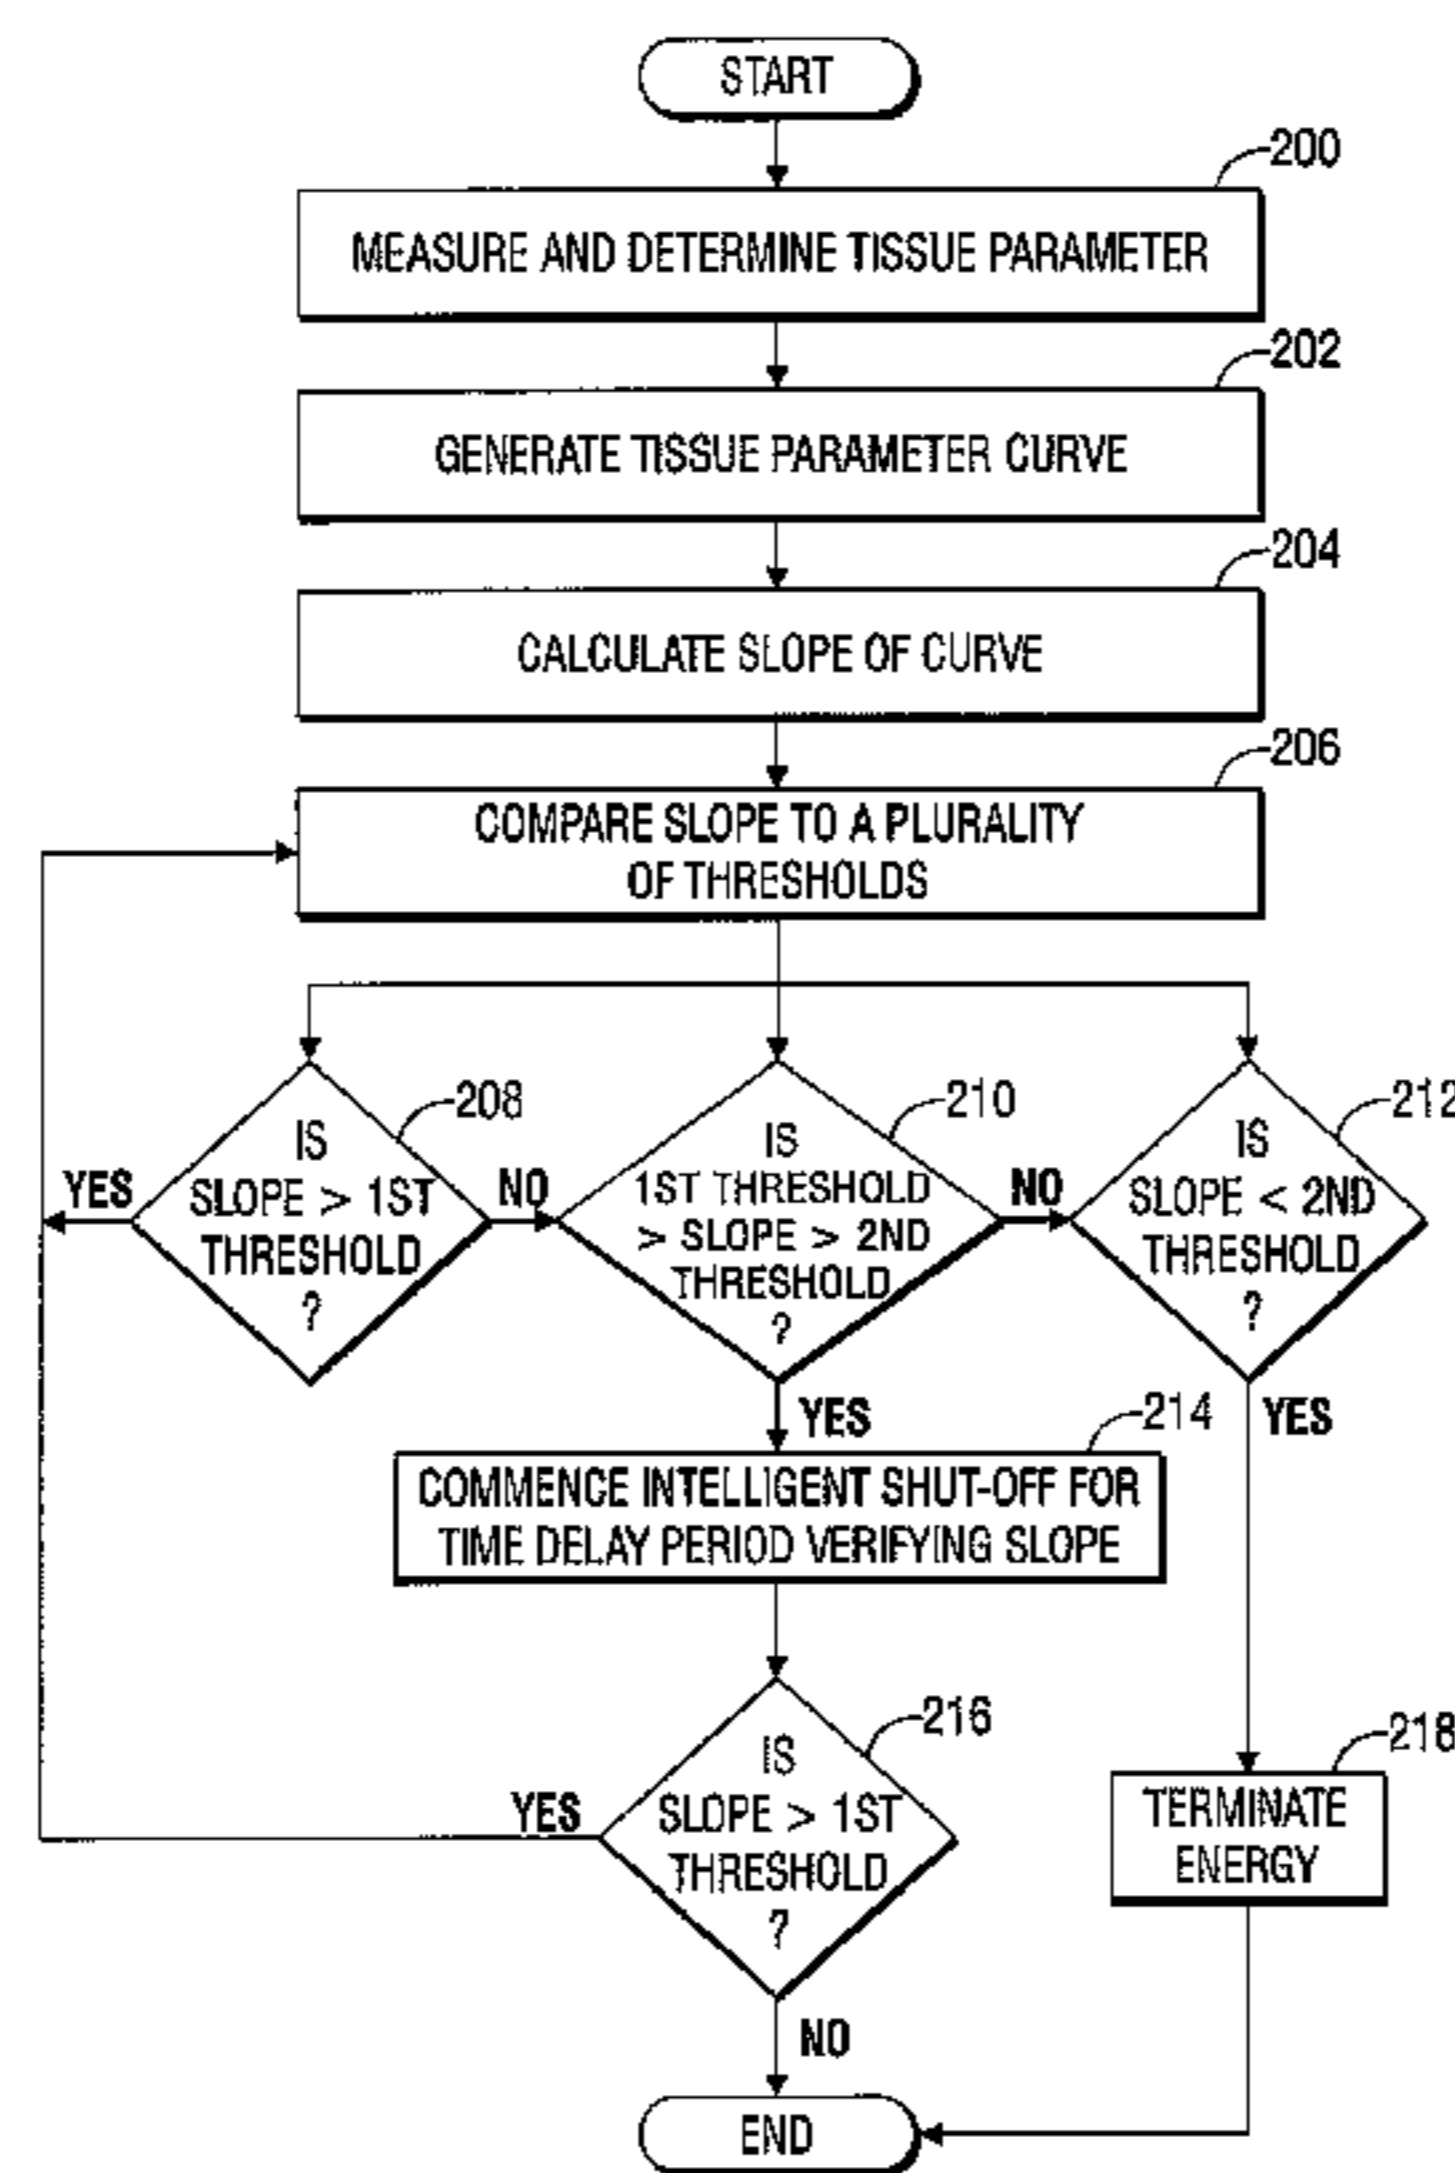 START
200
MEASURE AND DETERMINE TISSUE PARAMETER
202
GENERATE TISSUE PARAMETER CURVE
204
CALCULATE SLOPE OF CURVE
206
COMPARE SLOPE TO A PLURALITY
OF THRESHOLDS
208
IS
SLOPE > 1ST
THRESHOLD
?
YES
NO
210
IS
1ST THRESHOLD
> SLOPE > 2ND
THRESHOLD
?
NO
YES
212
IS
SLOPE < 2ND
THRESHOLD
?
YES
214
COMMENCE INTELLIGENT SHUT-OFF FOR
TIME DELAY PERIOD VERIFYING SLOPE
216
IS
SLOPE > 1ST
THRESHOLD
?
YES
NO
218
TERMINATE
ENERGY
END